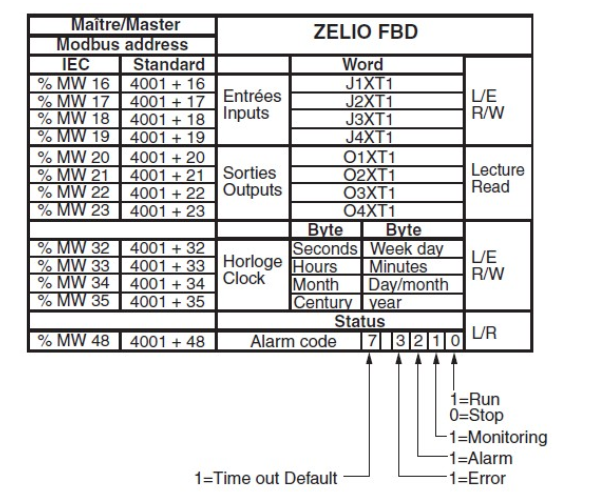 Maître/Master ZELIO FBD
Modbus address
IEC Standard Word
% MW 16 4001 + 16 Entrées Inputs J1XT1 L/E R/W
% MW 17 4001 + 17 J2XT1
% MW 18 4001 + 18 J3XT1
% MW 19 4001 + 19 J4XT1
% MW 20 4001 + 20 Sorties Outputs O1XT1 Lecture Read
% MW 21 4001 + 21 O2XT1
% MW 22 4001 + 22 O3XT1
% MW 23 4001 + 23 O4XT1
Byte Byte
% MW 32 4001 + 32 Horloge Clock Seconds Week day L/E R/W
% MW 33 4001 + 33 Hours Minutes
% MW 34 4001 + 34 Month Day/month
% MW 35 4001 + 35 Century year
Status L/R
% MW 48 4001 + 48 Alarm code 7 3 2 1 0
1=Run
0=Stop
1=Monitoring
1=Alarm
1=Time out Default 1=Error